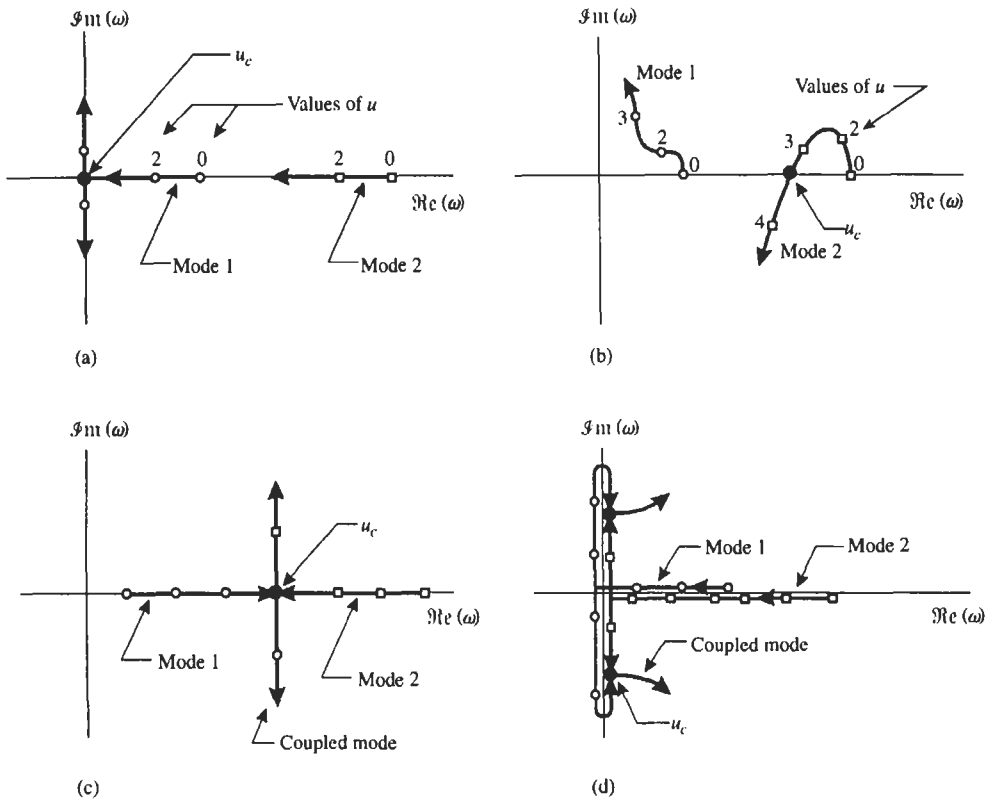 ℐm (ω)
u_c
Values of u
2 0 2 0
ℜe (ω)
Mode 1
Mode 2
(a)
ℐm (ω)
Mode 1
Values of u
3
2
0
3
2
0
ℜe (ω)
4
u_c
Mode 2
(b)
ℐm (ω)
u_c
ℜe (ω)
Mode 1
Mode 2
Coupled mode
(c)
ℐm (ω)
Mode 1
Mode 2
ℜe (ω)
Coupled mode
u_c
(d)